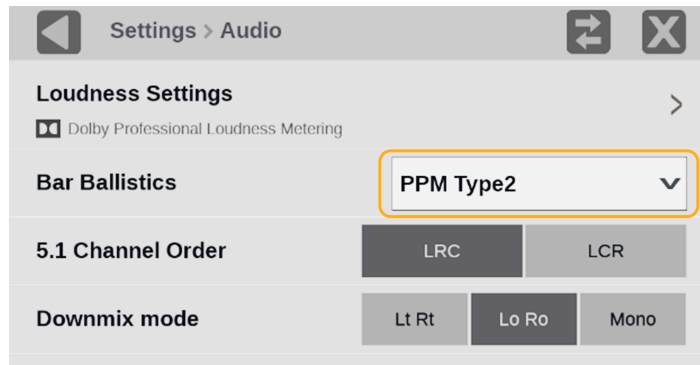 Settings > Audio
Loudness Settings
Dolby Professional Loudness Metering
Bar Ballistics PPM Type2
5.1 Channel Order LRC LCR
Downmix mode Lt Rt Lo Ro Mono